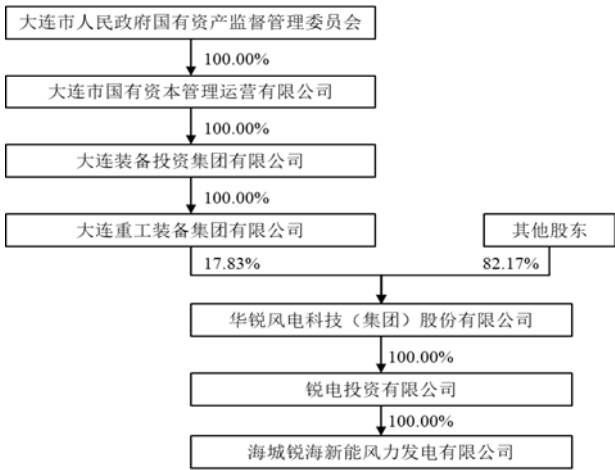 大连市人民政府国有资产监督管理委员会
100.00%
大连市国有资本管理运营有限公司
100.00%
大连装备投资集团有限公司
100.00%
大连重工装备集团有限公司
其他股东
17.83%
82.17%
华锐风电科技（集团）股份有限公司
100.00%
锐电投资有限公司
100.00%
海城锐海新能风力发电有限公司